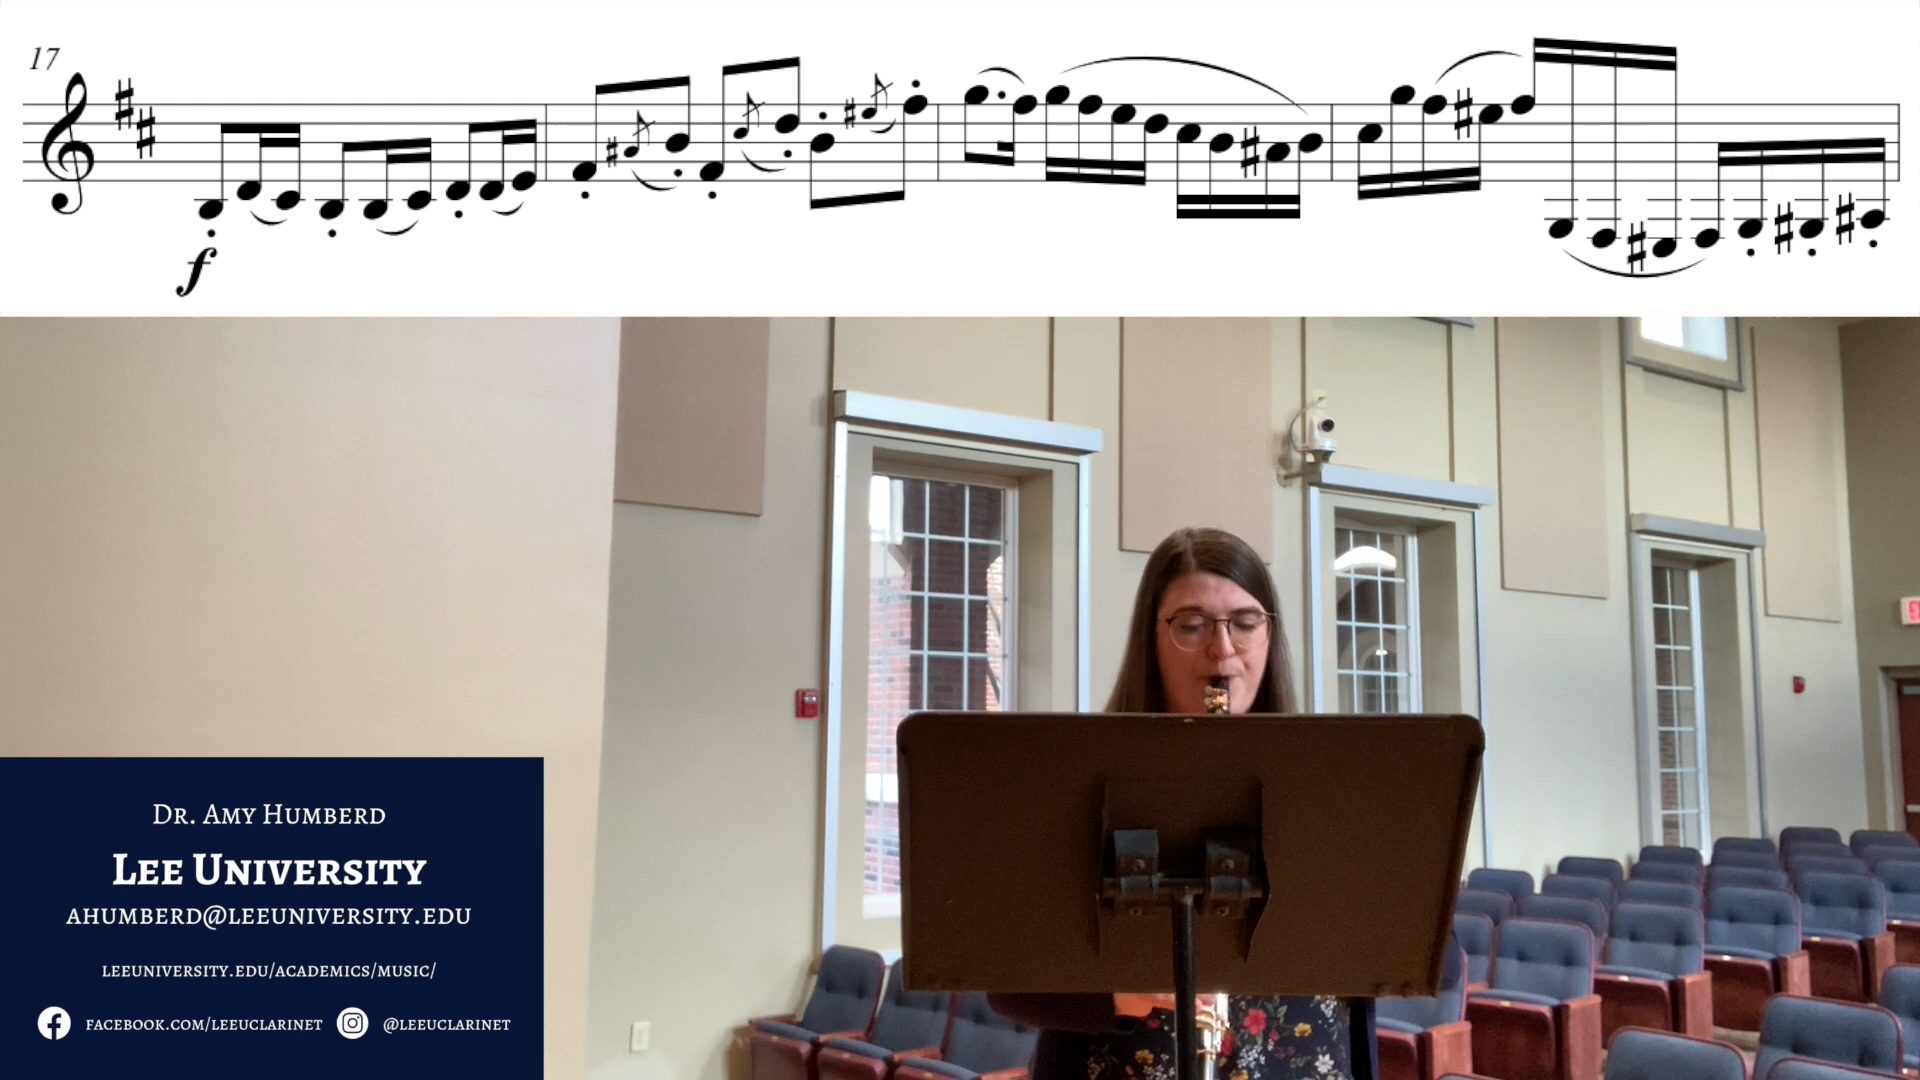 17
f
Dr. Amy Humberd
Lee University
ahumberd@leeuniversity.edu
leeuniversity.edu/academics/music/
facebook.com/leeuclarinet @leeuclarinet